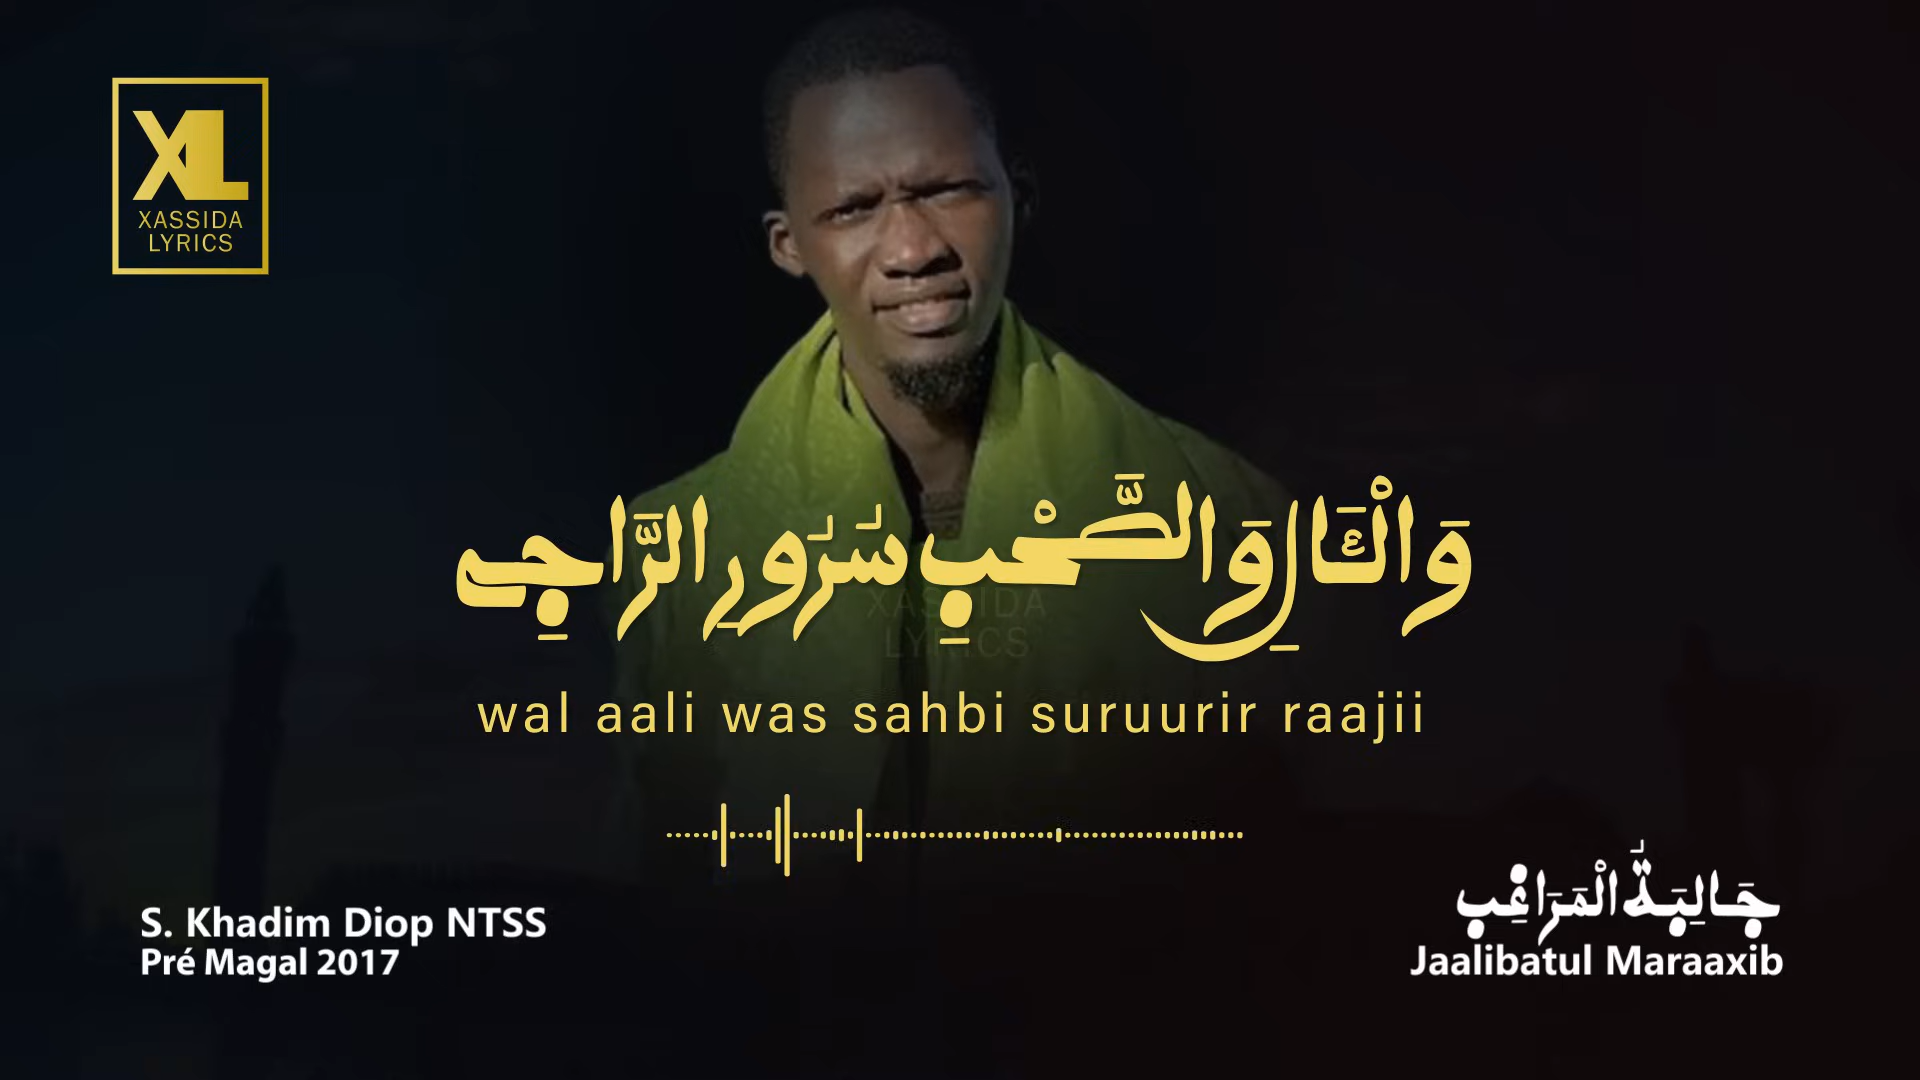 XL
XASSIDA
LYRICS
وَالْـَٔالِ وَالصَّحْبِ سُرُورِ الرَّاجِے
wal aali was sahbi suruurir raajii
XASSIDA
LYRICS
S. Khadim Diop NTSS
Pré Magal 2017
جَالِبَةُ الْمَرَاغِبِ
Jaalibatul Maraaxib